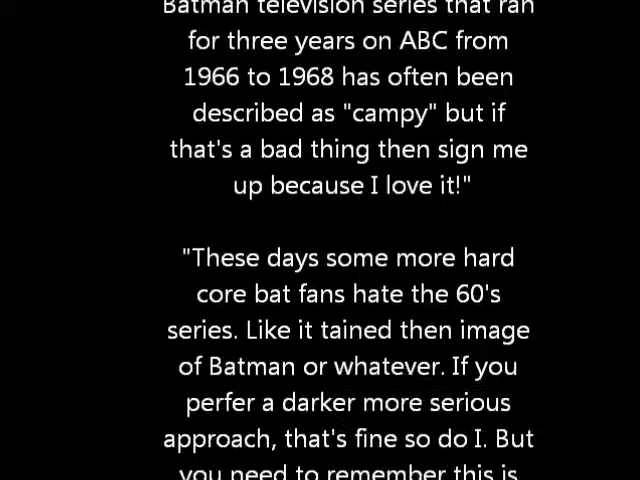 Batman television series that ran
for three years on ABC from
1966 to 1968 has often been
described as "campy" but if
that's a bad thing then sign me
up because I love it!"
"These days some more hard
core bat fans hate the 60's
series. Like it tained then image
of Batman or whatever. If you
perfer a darker more serious
approach, that's fine so do I. But
you need to remember this is